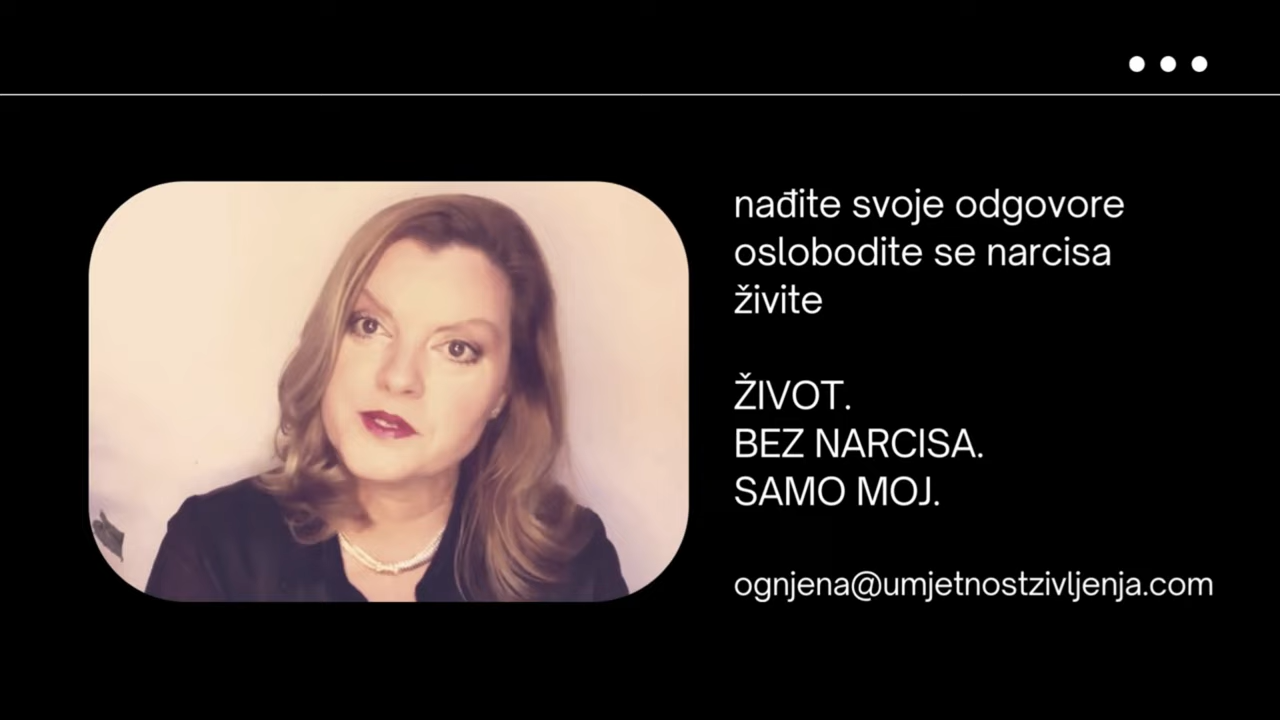 nađite svoje odgovore
oslobodite se narcisa
živite
ŽIVOT.
BEZ NARCISA.
SAMO MOJ.
ognjena@umjetnostzivljenja.com